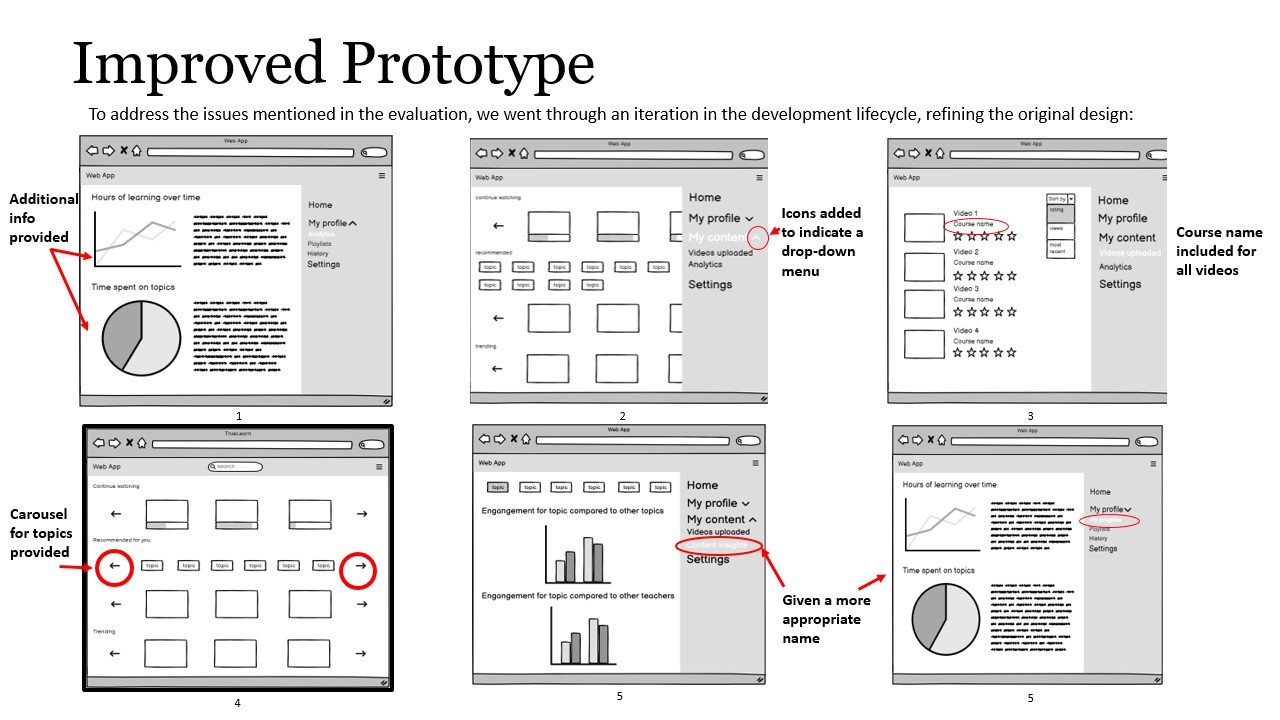 Improved Prototype
To address the issues mentioned in the evaluation, we went through an iteration in the development lifecycle, refining the original design:
Additional
info
provided
Web App
Web App
Hours of learning over time
Time spent on topics
Home
My profile
Analytics
Playlists
History
Settings
1
Web App
Web App
continue watching
recommended
topic topic topic topic topic
topic topic topic topic
trending
Home
My profile
My content
Videos uploaded
Analytics
Settings
2
Icons added
to indicate a
drop-down
menu
Web App
Web App
Video 1
Course name
Video 2
Course name
Video 3
Course name
Video 4
Course name
Sort by
rating
views
most
recent
Home
My profile
My content
Videos uploaded
Analytics
Settings
3
Course name
included for
all videos
Carousel
for topics
provided
TrueLearn
Web App
search
Continue watching
Recommended for you:
topic topic topic topic topic topic
Trending
4
Web App
Web App
topic topic topic topic topic topic
Engangement for topic compared to other topics
Engangement for topic compared to other teachers
Home
My profile
My content
Videos uploaded
Content insights
Settings
5
Given a more
appropriate
name
Web App
Web App
Hours of learning over time
Time spent on topics
Home
My profile
My progress
Playlists
History
Settings
5